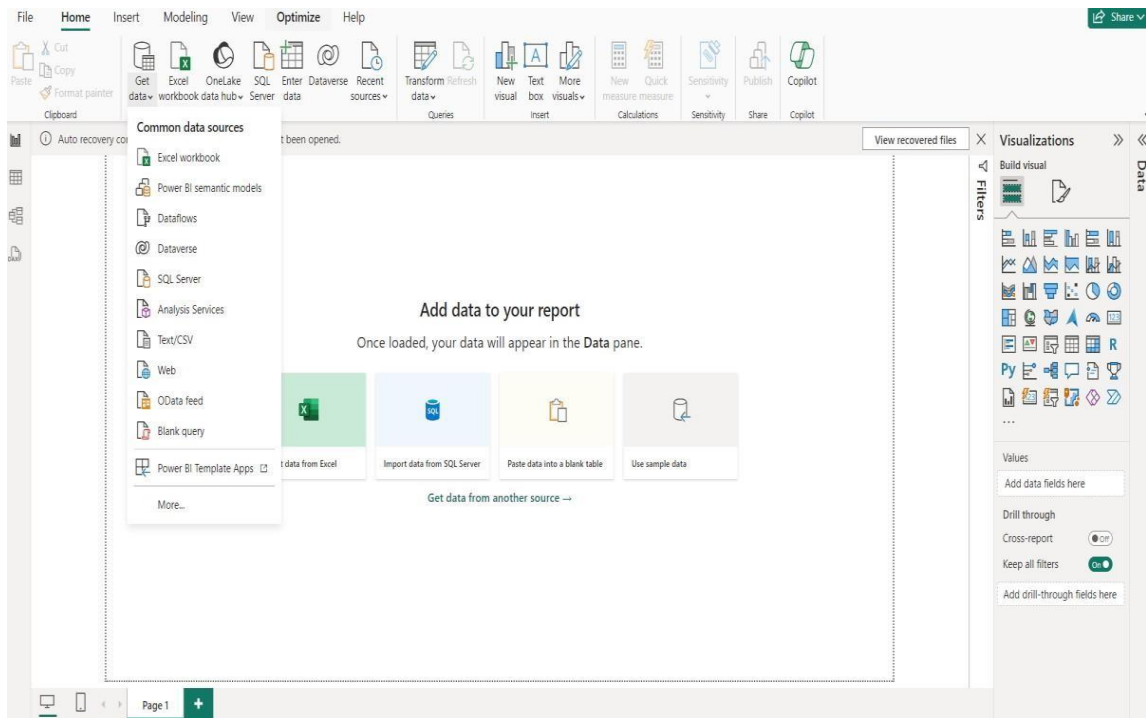 File Home Insert Modeling View Optimize Help
Share
Paste
Cut
Copy
Format painter
Clipboard
Get data
Excel workbook
OneLake data hub
SQL Server
Enter data
Dataverse
Recent sources
Transform data
Refresh
Queries
New visual
Text box
More visuals
Insert
New measure
Quick measure
Calculations
Sensitivity
Sensitivity
Publish
Share
Copilot
Copilot
Auto recovery co
t been opened.
View recovered files
Common data sources
Excel workbook
Power BI semantic models
Dataflows
Dataverse
SQL Server
Analysis Services
Text/CSV
Web
OData feed
Blank query
Power BI Template Apps
More...
Add data to your report
Once loaded, your data will appear in the Data pane.
SQL
t data from Excel
Import data from SQL Server
Paste data into a blank table
Use sample data
Get data from another source →
Filters
Visualizations
Build visual
123
R
Py
...
Values
Add data fields here
Drill through
Cross-report
Off
Keep all filters
On
Add drill-through fields here
Data
Page 1